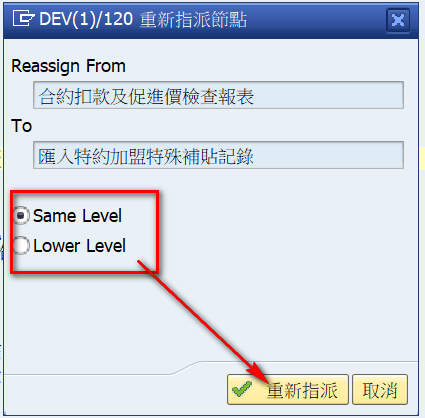 DEV(1)/120 重新指派節點
Reassign From
合約扣款及促進價檢查報表
To
匯入特約加盟特殊補貼記錄
Same Level
Lower Level
重新指派 取消